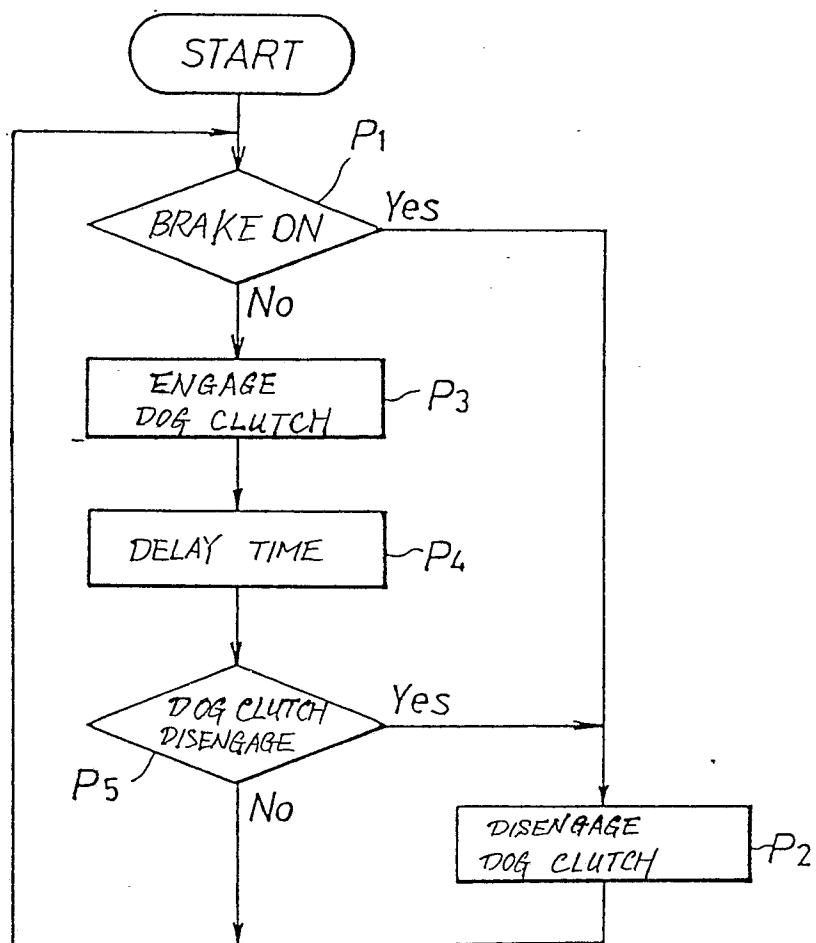 START
P1
BRAKE ON
Yes
No
ENGAGE
DOG CLUTCH
P3
DELAY TIME
P4
DOG CLUTCH
DISENGAGE
Yes
P5
No
DISENGAGE
DOG CLUTCH
P2